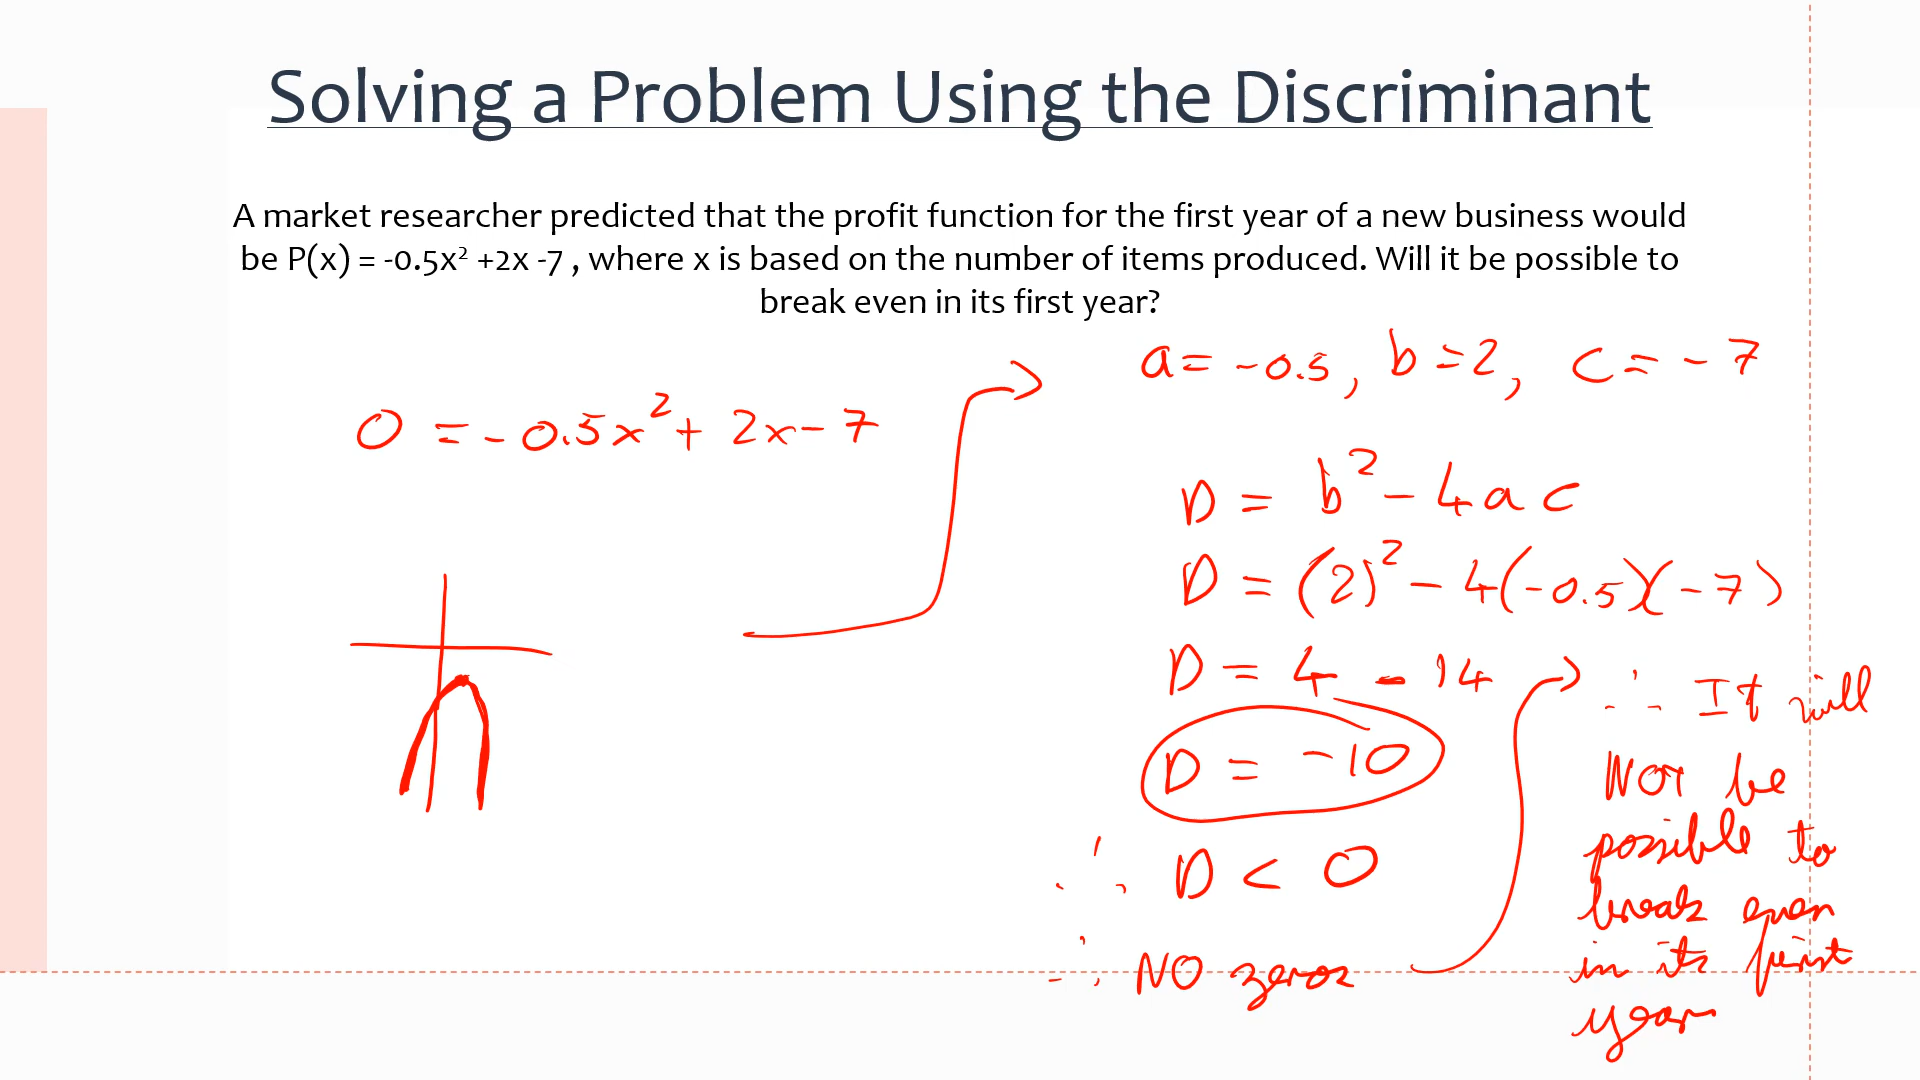 Solving a Problem Using the Discriminant
A market researcher predicted that the profit function for the first year of a new business would
be P(x) = -0.5x² +2x -7 , where x is based on the number of items produced. Will it be possible to
break even in its first year?
0 = -0.5x² + 2x - 7
a = -0.5, b = 2, c = -7
D = b² - 4ac
D = (2)² - 4(-0.5)(-7)
D = 4 - 14
D = -10
∴ D < 0
∴ NO zeros
∴ It will
NOT be
possible to
break even
in its first
year